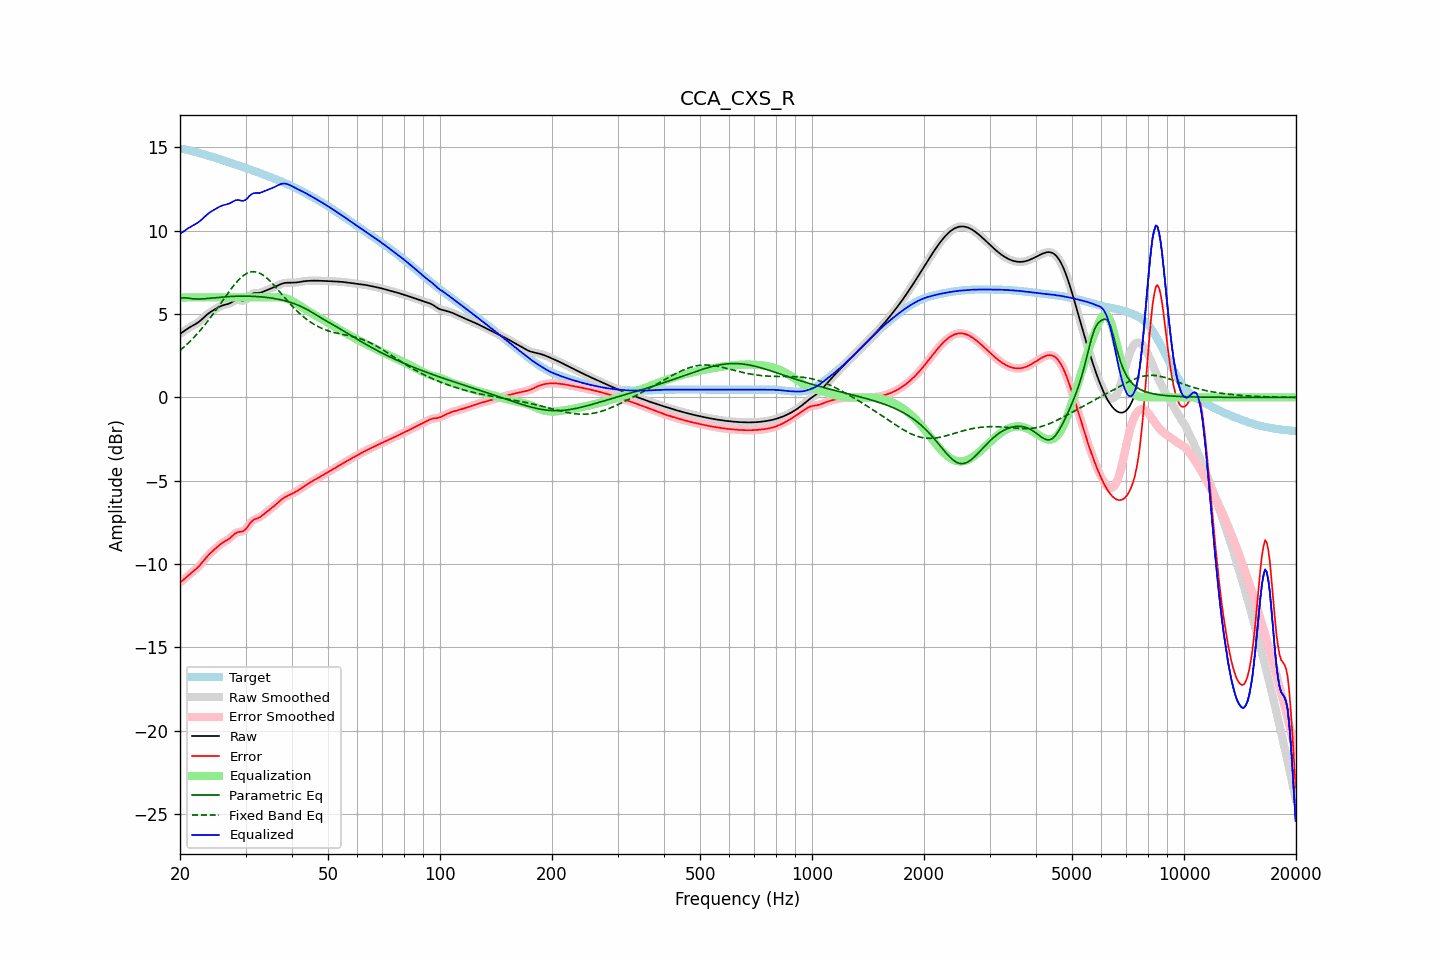 CCA_CXS_R
15
10
5
0
−5
−10
−15
−20
−25
Amplitude (dBr)
Target
Raw Smoothed
Error Smoothed
Raw
Error
Equalization
Parametric Eq
Fixed Band Eq
Equalized
20 50 100 200 500 1000 2000 5000 10000 20000
Frequency (Hz)